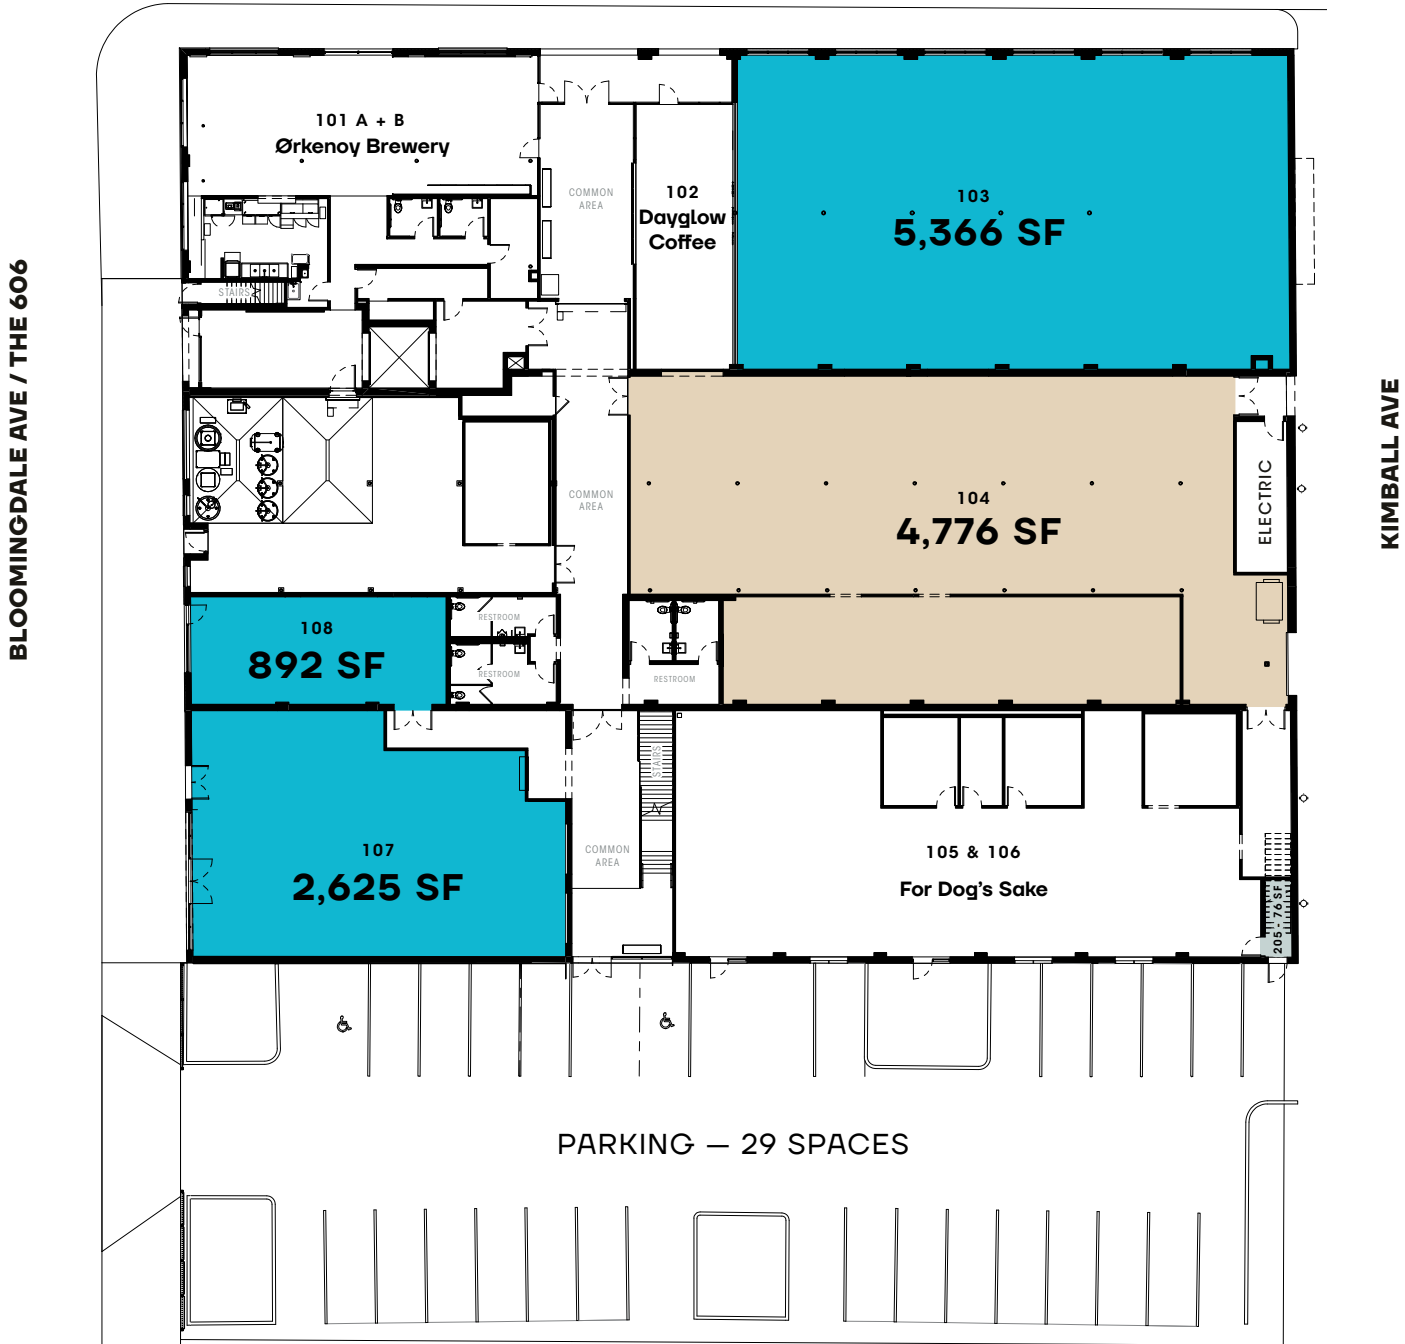 101 A + B
Ørkenoy Brewery
COMMON
AREA
102
Dayglow
Coffee
103
5,366 SF
STAIRS
BLOOMINGDALE AVE / THE 606
KIMBALL AVE
COMMON
AREA
104
4,776 SF
ELECTRIC
108
892 SF
RESTROOM
RESTROOM
RESTROOM
STAIRS
107
2,625 SF
COMMON
AREA
105 & 106
For Dog's Sake
205 - 76 SF
PARKING — 29 SPACES